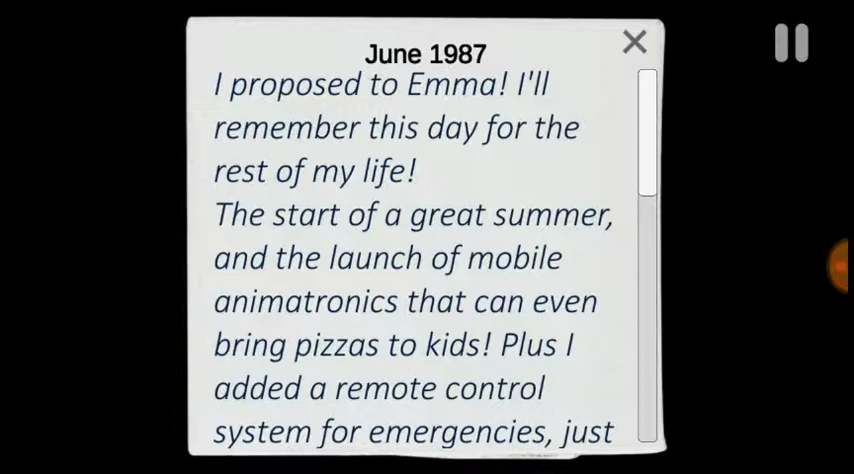 June 1987
I proposed to Emma! I'll
remember this day for the
rest of my life!
The start of a great summer,
and the launch of mobile
animatronics that can even
bring pizzas to kids! Plus I
added a remote control
system for emergencies, just